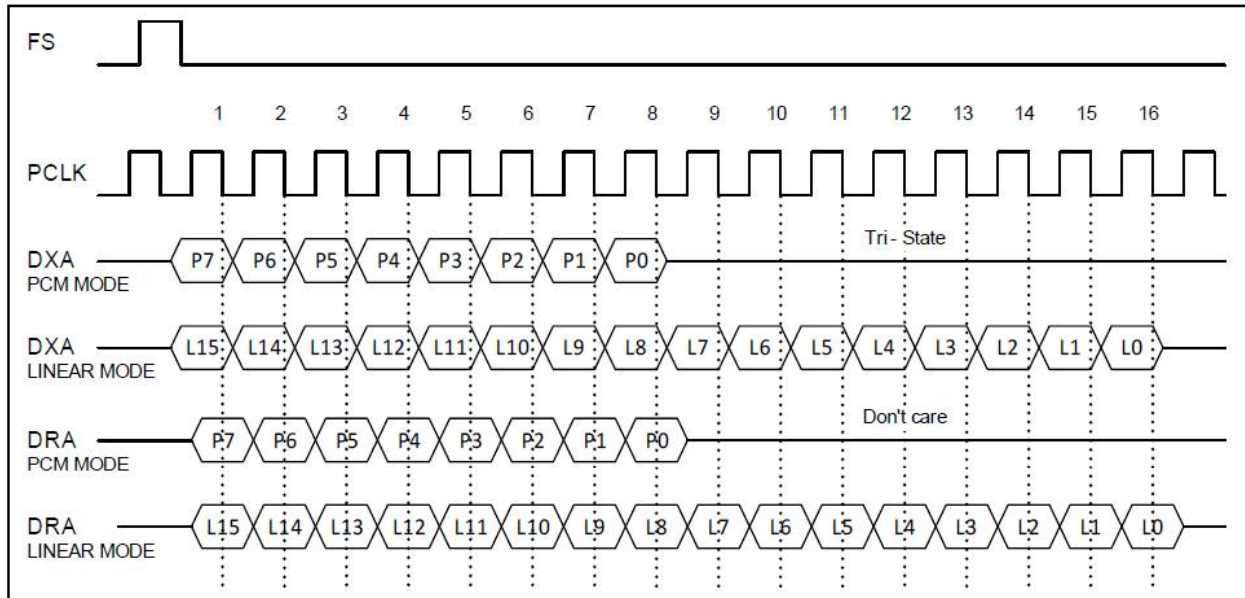 FS
1 2 3 4 5 6 7 8 9 10 11 12 13 14 15 16
PCLK
Tri - State
DXA P7 P6 P5 P4 P3 P2 P1 P0
PCM MODE
DXA L15 L14 L13 L12 L11 L10 L9 L8 L7 L6 L5 L4 L3 L2 L1 L0
LINEAR MODE
Don't care
DRA P7 P6 P5 P4 P3 P2 P1 P0
PCM MODE
DRA L15 L14 L13 L12 L11 L10 L9 L8 L7 L6 L5 L4 L3 L2 L1 L0
LINEAR MODE